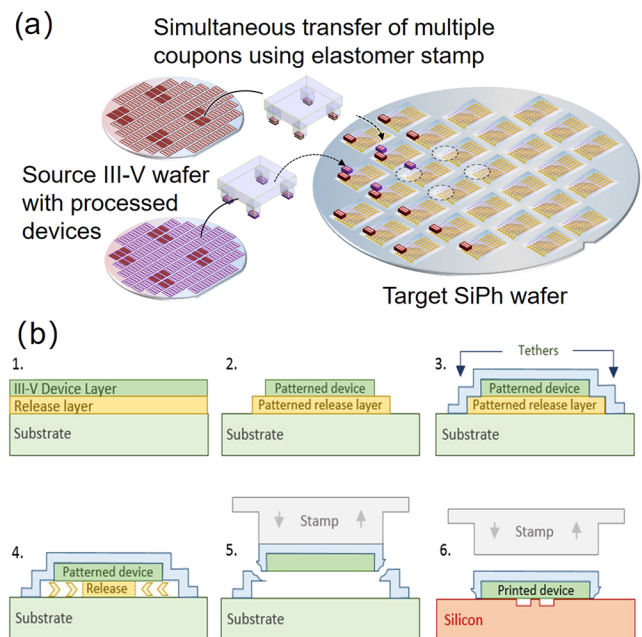 (a)
Simultaneous transfer of multiple
coupons using elastomer stamp
Source III-V wafer
with processed
devices
Target SiPh wafer
(b)
1.
III-V Device Layer
Release layer
Substrate
2.
Patterned device
Patterned release layer
Substrate
3.
Tethers
Patterned device
Patterned release layer
Substrate
4.
Patterned device
Release
Substrate
5.
Stamp
Substrate
6.
Stamp
Printed device
Silicon